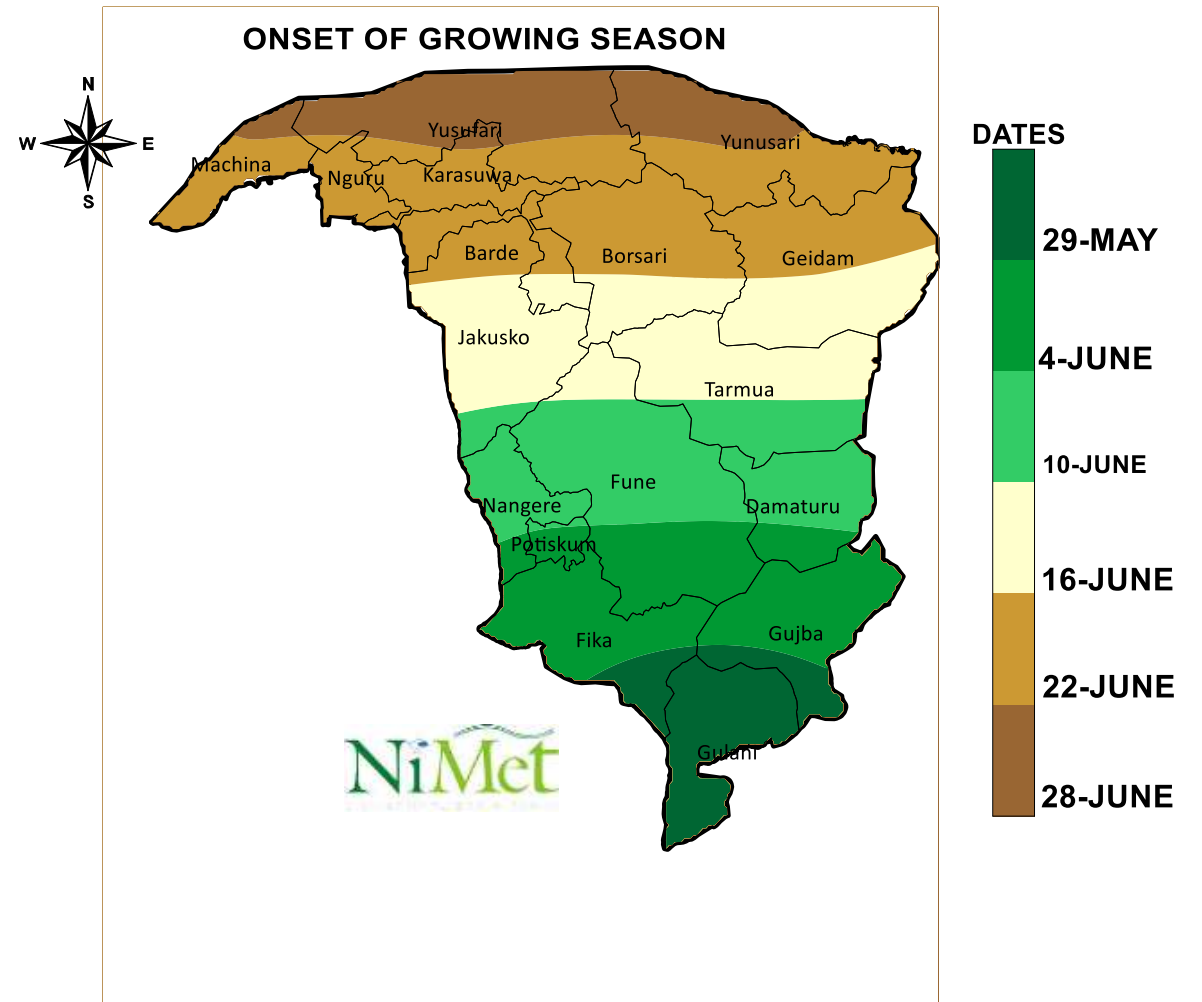 ONSET OF GROWING SEASON
N
W
E
S
DATES
Yusufari
Yunusari
Machina
Nguru
Karasuwa
Barde
Borsari
Geidam
29-MAY
Jakusko
4-JUNE
Tarmua
10-JUNE
Fune
Nangere
Damaturu
Potiskum
16-JUNE
Fika
Gujba
22-JUNE
Gulani
NiMet
28-JUNE